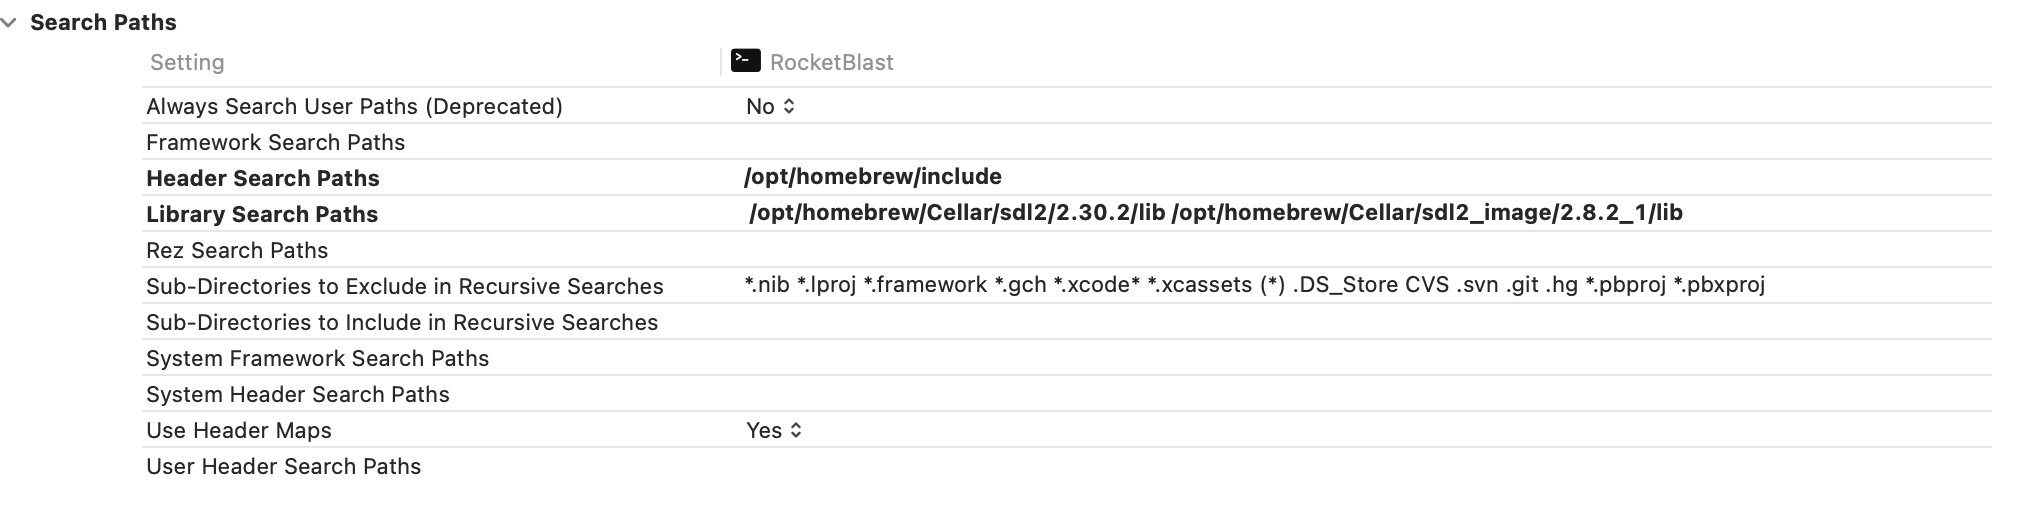 Search Paths
Setting RocketBlast
Always Search User Paths (Deprecated) No
Framework Search Paths
Header Search Paths /opt/homebrew/include
Library Search Paths /opt/homebrew/Cellar/sdl2/2.30.2/lib /opt/homebrew/Cellar/sdl2_image/2.8.2_1/lib
Rez Search Paths
Sub-Directories to Exclude in Recursive Searches *.nib *.lproj *.framework *.gch *.xcode* *.xcassets (*) .DS_Store CVS .svn .git .hg *.pbproj *.pbxproj
Sub-Directories to Include in Recursive Searches
System Framework Search Paths
System Header Search Paths
Use Header Maps Yes
User Header Search Paths